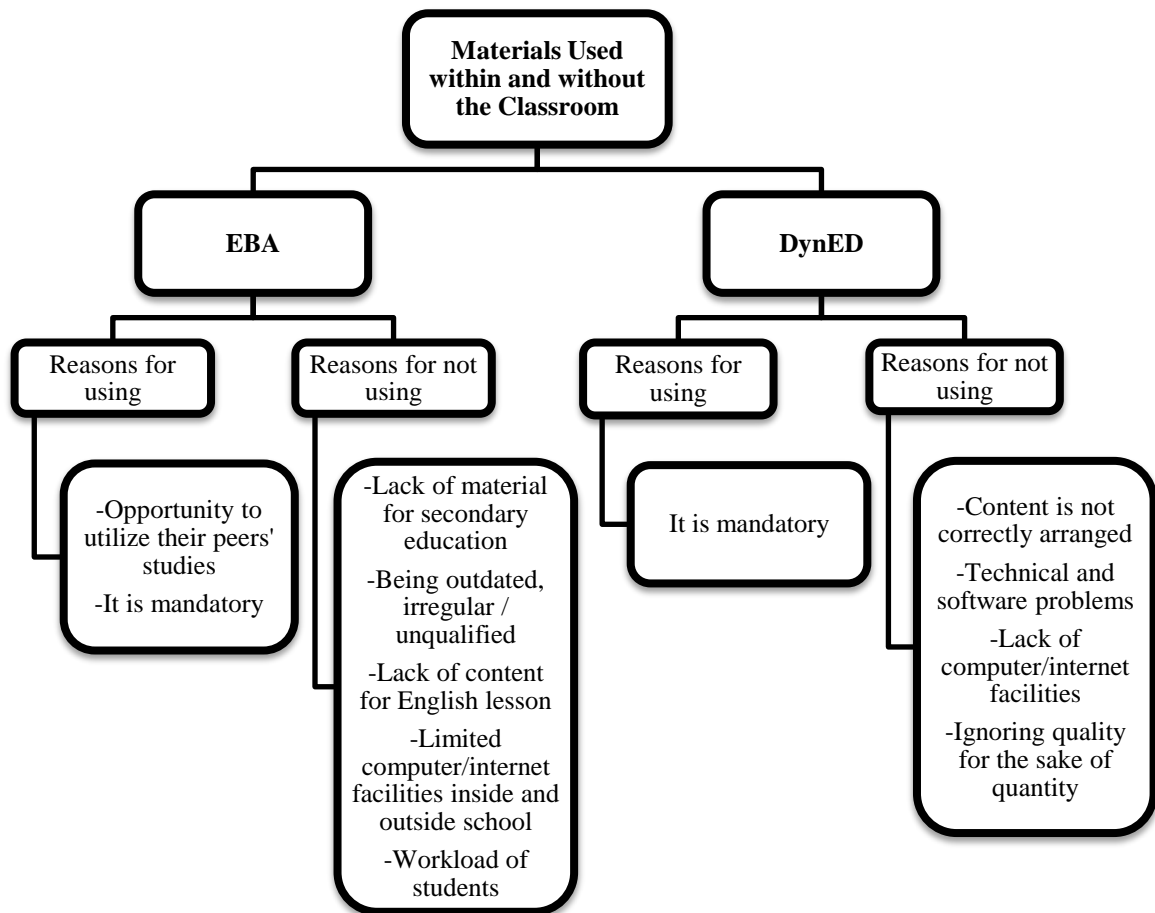 Materials Used
within and without
the Classroom
EBA
DynED
Reasons for
using
Reasons for not
using
Reasons for
using
Reasons for not
using
-Opportunity to
utilize their peers'
studies
-It is mandatory
-Lack of material
for secondary
education
-Being outdated,
irregular /
unqualified
-Lack of content
for English lesson
-Limited
computer/internet
facilities inside and
outside school
-Workload of
students
It is mandatory
-Content is not
correctly arranged
-Technical and
software problems
-Lack of
computer/internet
facilities
-Ignoring quality
for the sake of
quantity